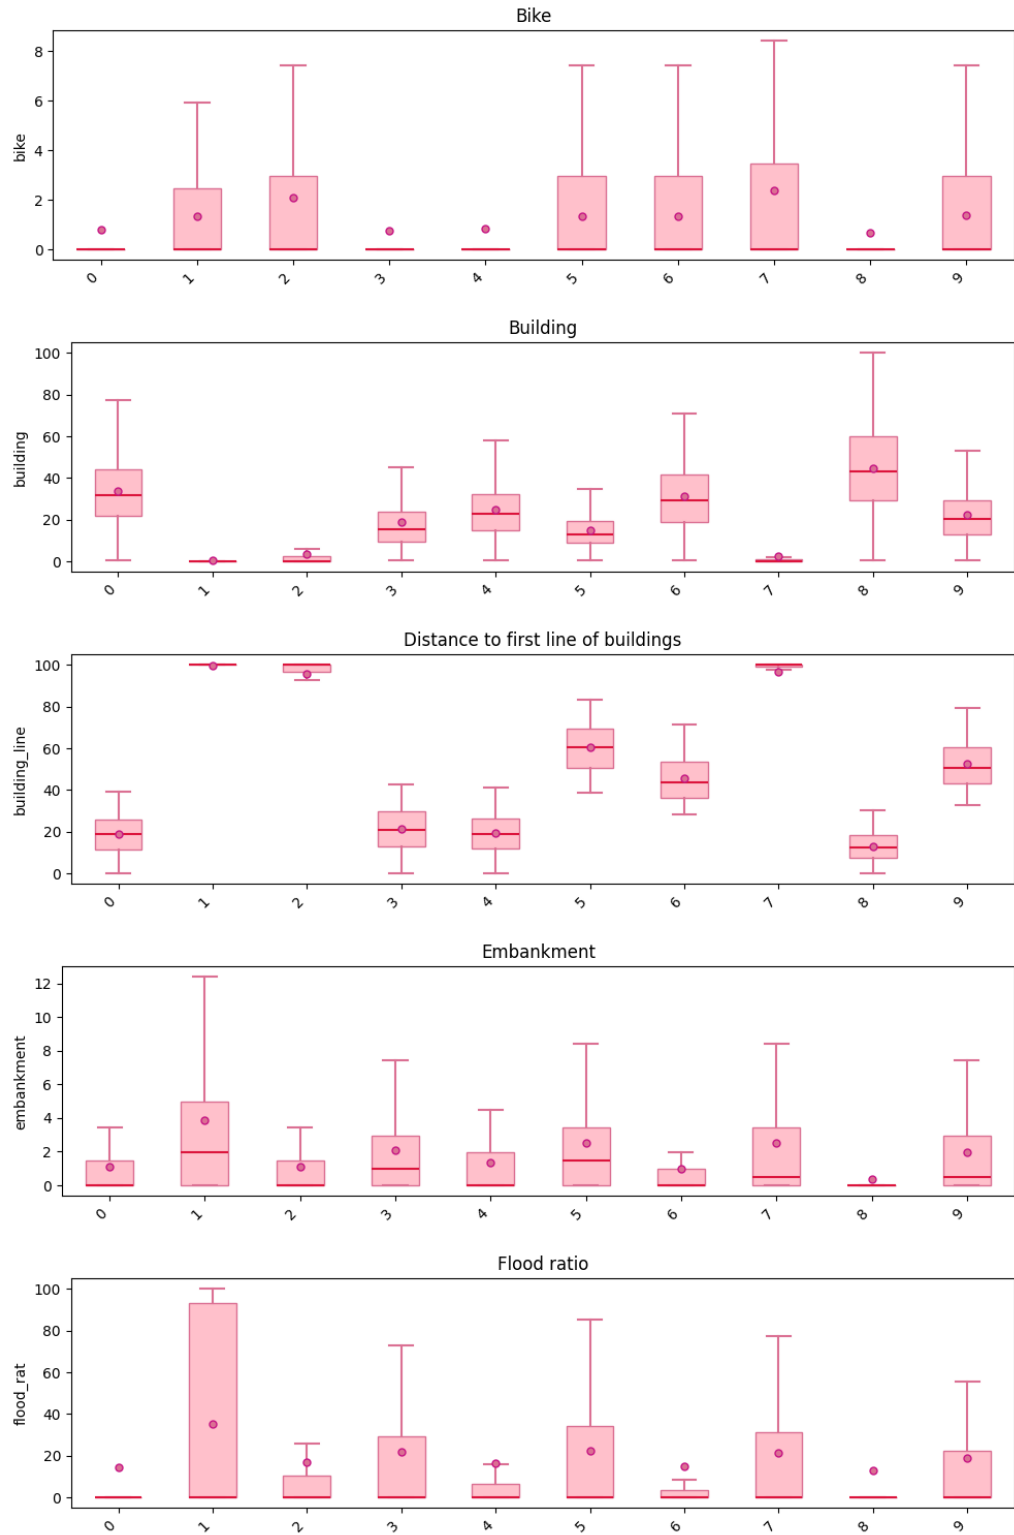 Bike
8
6
4
2
0
bike
0 1 2 3 4 5 6 7 8 9
Building
100
80
60
40
20
0
building
0 1 2 3 4 5 6 7 8 9
Distance to first line of buildings
100
80
60
40
20
0
building_line
0 1 2 3 4 5 6 7 8 9
Embankment
12
10
8
6
4
2
0
embankment
0 1 2 3 4 5 6 7 8 9
Flood ratio
100
80
60
40
20
0
flood_rat
0 1 2 3 4 5 6 7 8 9